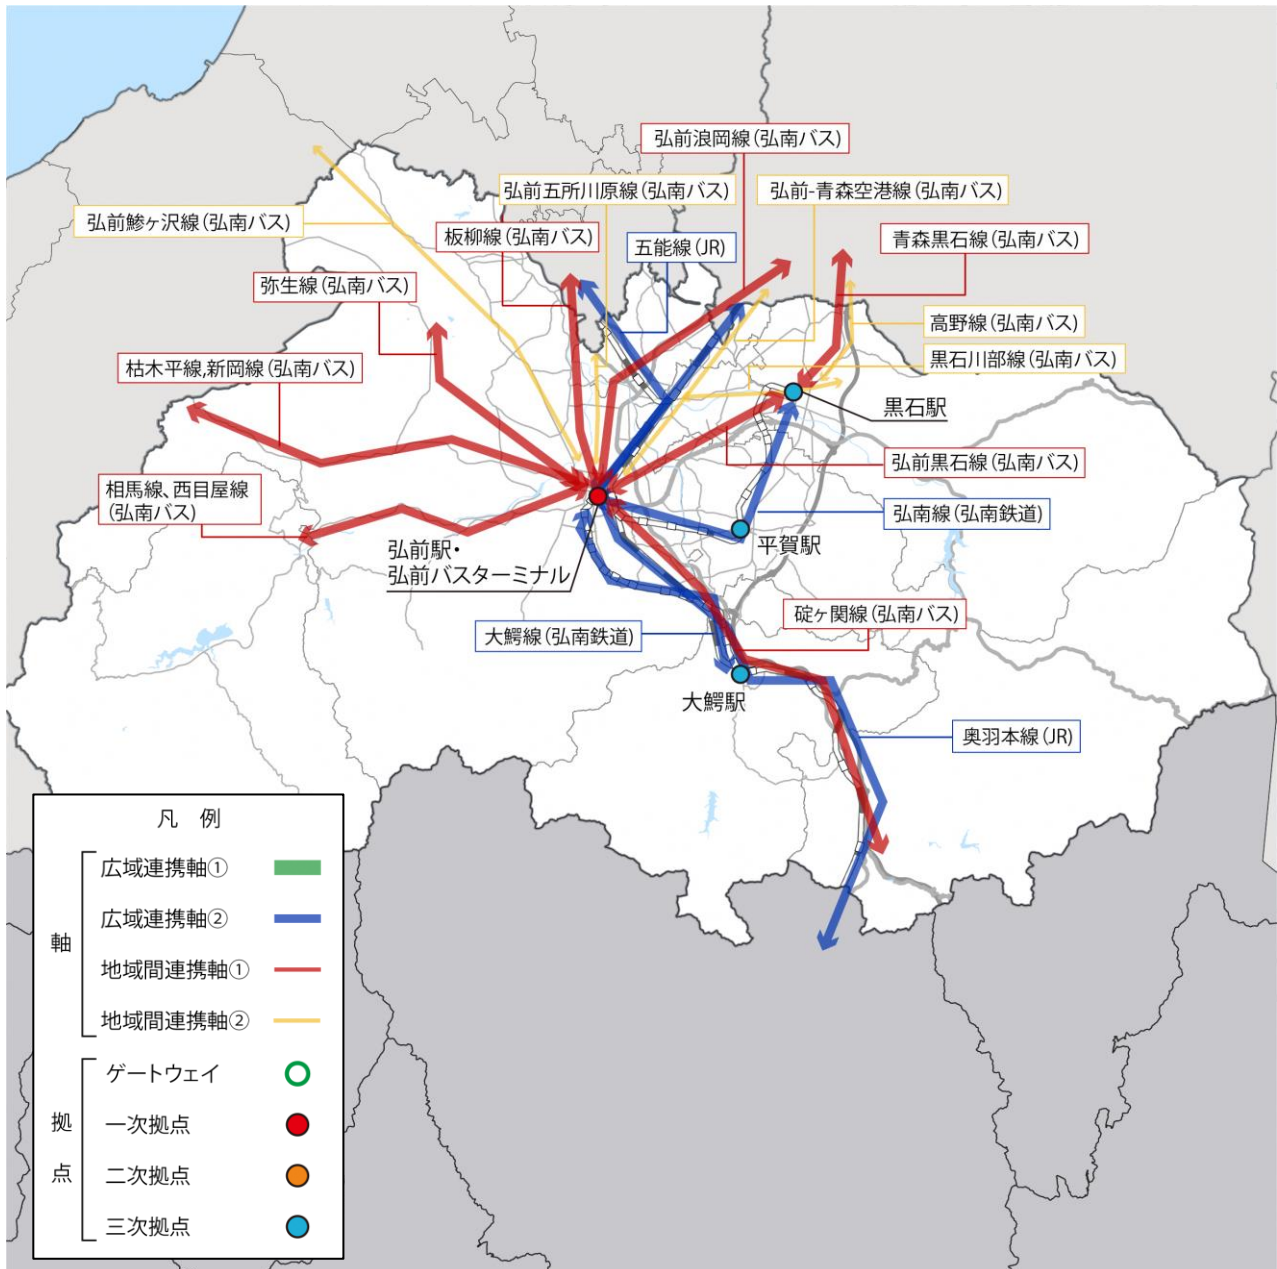 弘前浪岡線（弘南バス）
弘前五所川原線（弘南バス）
弘前-青森空港線（弘南バス）
弘前鯵ヶ沢線（弘南バス）
板柳線（弘南バス）
五能線（JR）
青森黒石線（弘南バス）
弥生線（弘南バス）
高野線（弘南バス）
枯木平線,新岡線（弘南バス）
黒石川部線（弘南バス）
黒石駅
弘前黒石線（弘南バス）
相馬線、西目屋線
（弘南バス）
弘南線（弘南鉄道）
平賀駅
弘前駅・
弘前バスターミナル
碇ヶ関線（弘南バス）
大鰐線（弘南鉄道）
大鰐駅
奥羽本線（JR）
凡 例
軸
広域連携軸①
広域連携軸②
地域間連携軸①
地域間連携軸②
拠点
ゲートウェイ
一次拠点
二次拠点
三次拠点